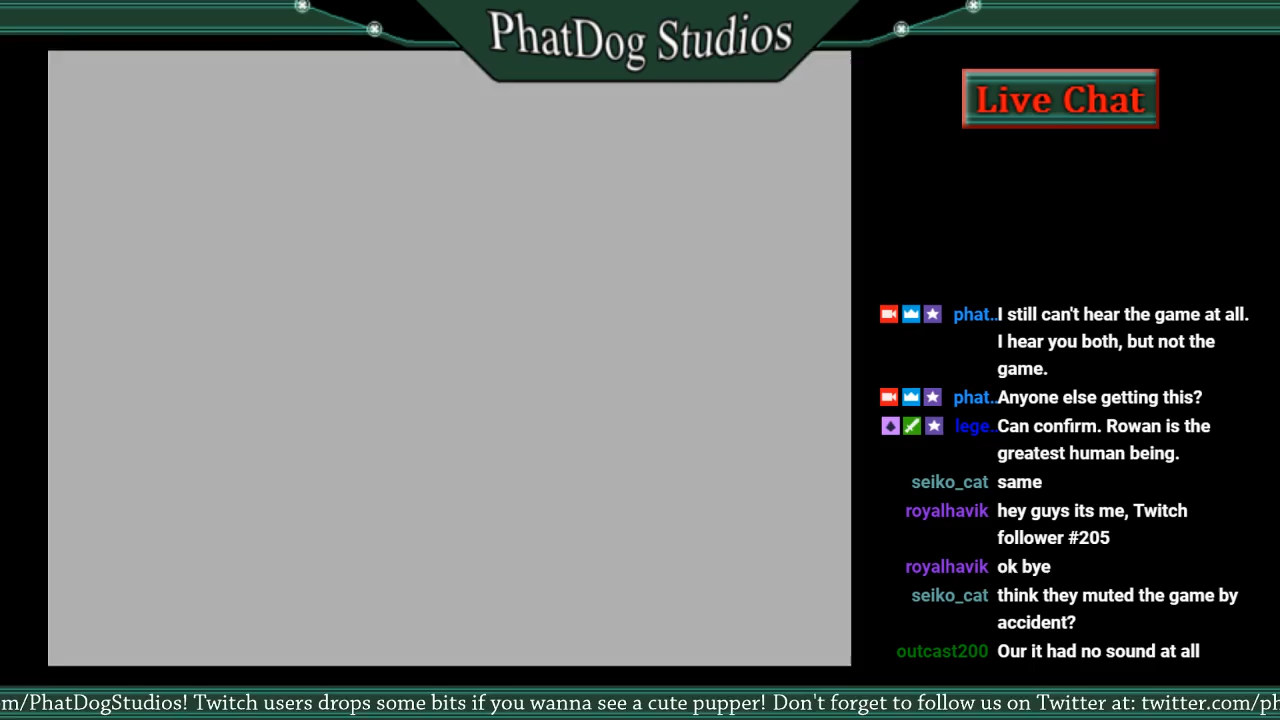 PhatDog Studios
Live Chat
phat.. I still can't hear the game at all.
I hear you both, but not the
game.
phat.. Anyone else getting this?
lege.. Can confirm. Rowan is the
greatest human being.
seiko_cat same
royalhavik hey guys its me, Twitch
follower #205
royalhavik ok bye
seiko_cat think they muted the game by
accident?
outcast200 Our it had no sound at all
m/PhatDogStudios! Twitch users drops some bits if you wanna see a cute pupper! Don't forget to follow us on Twitter at: twitter.com/ph